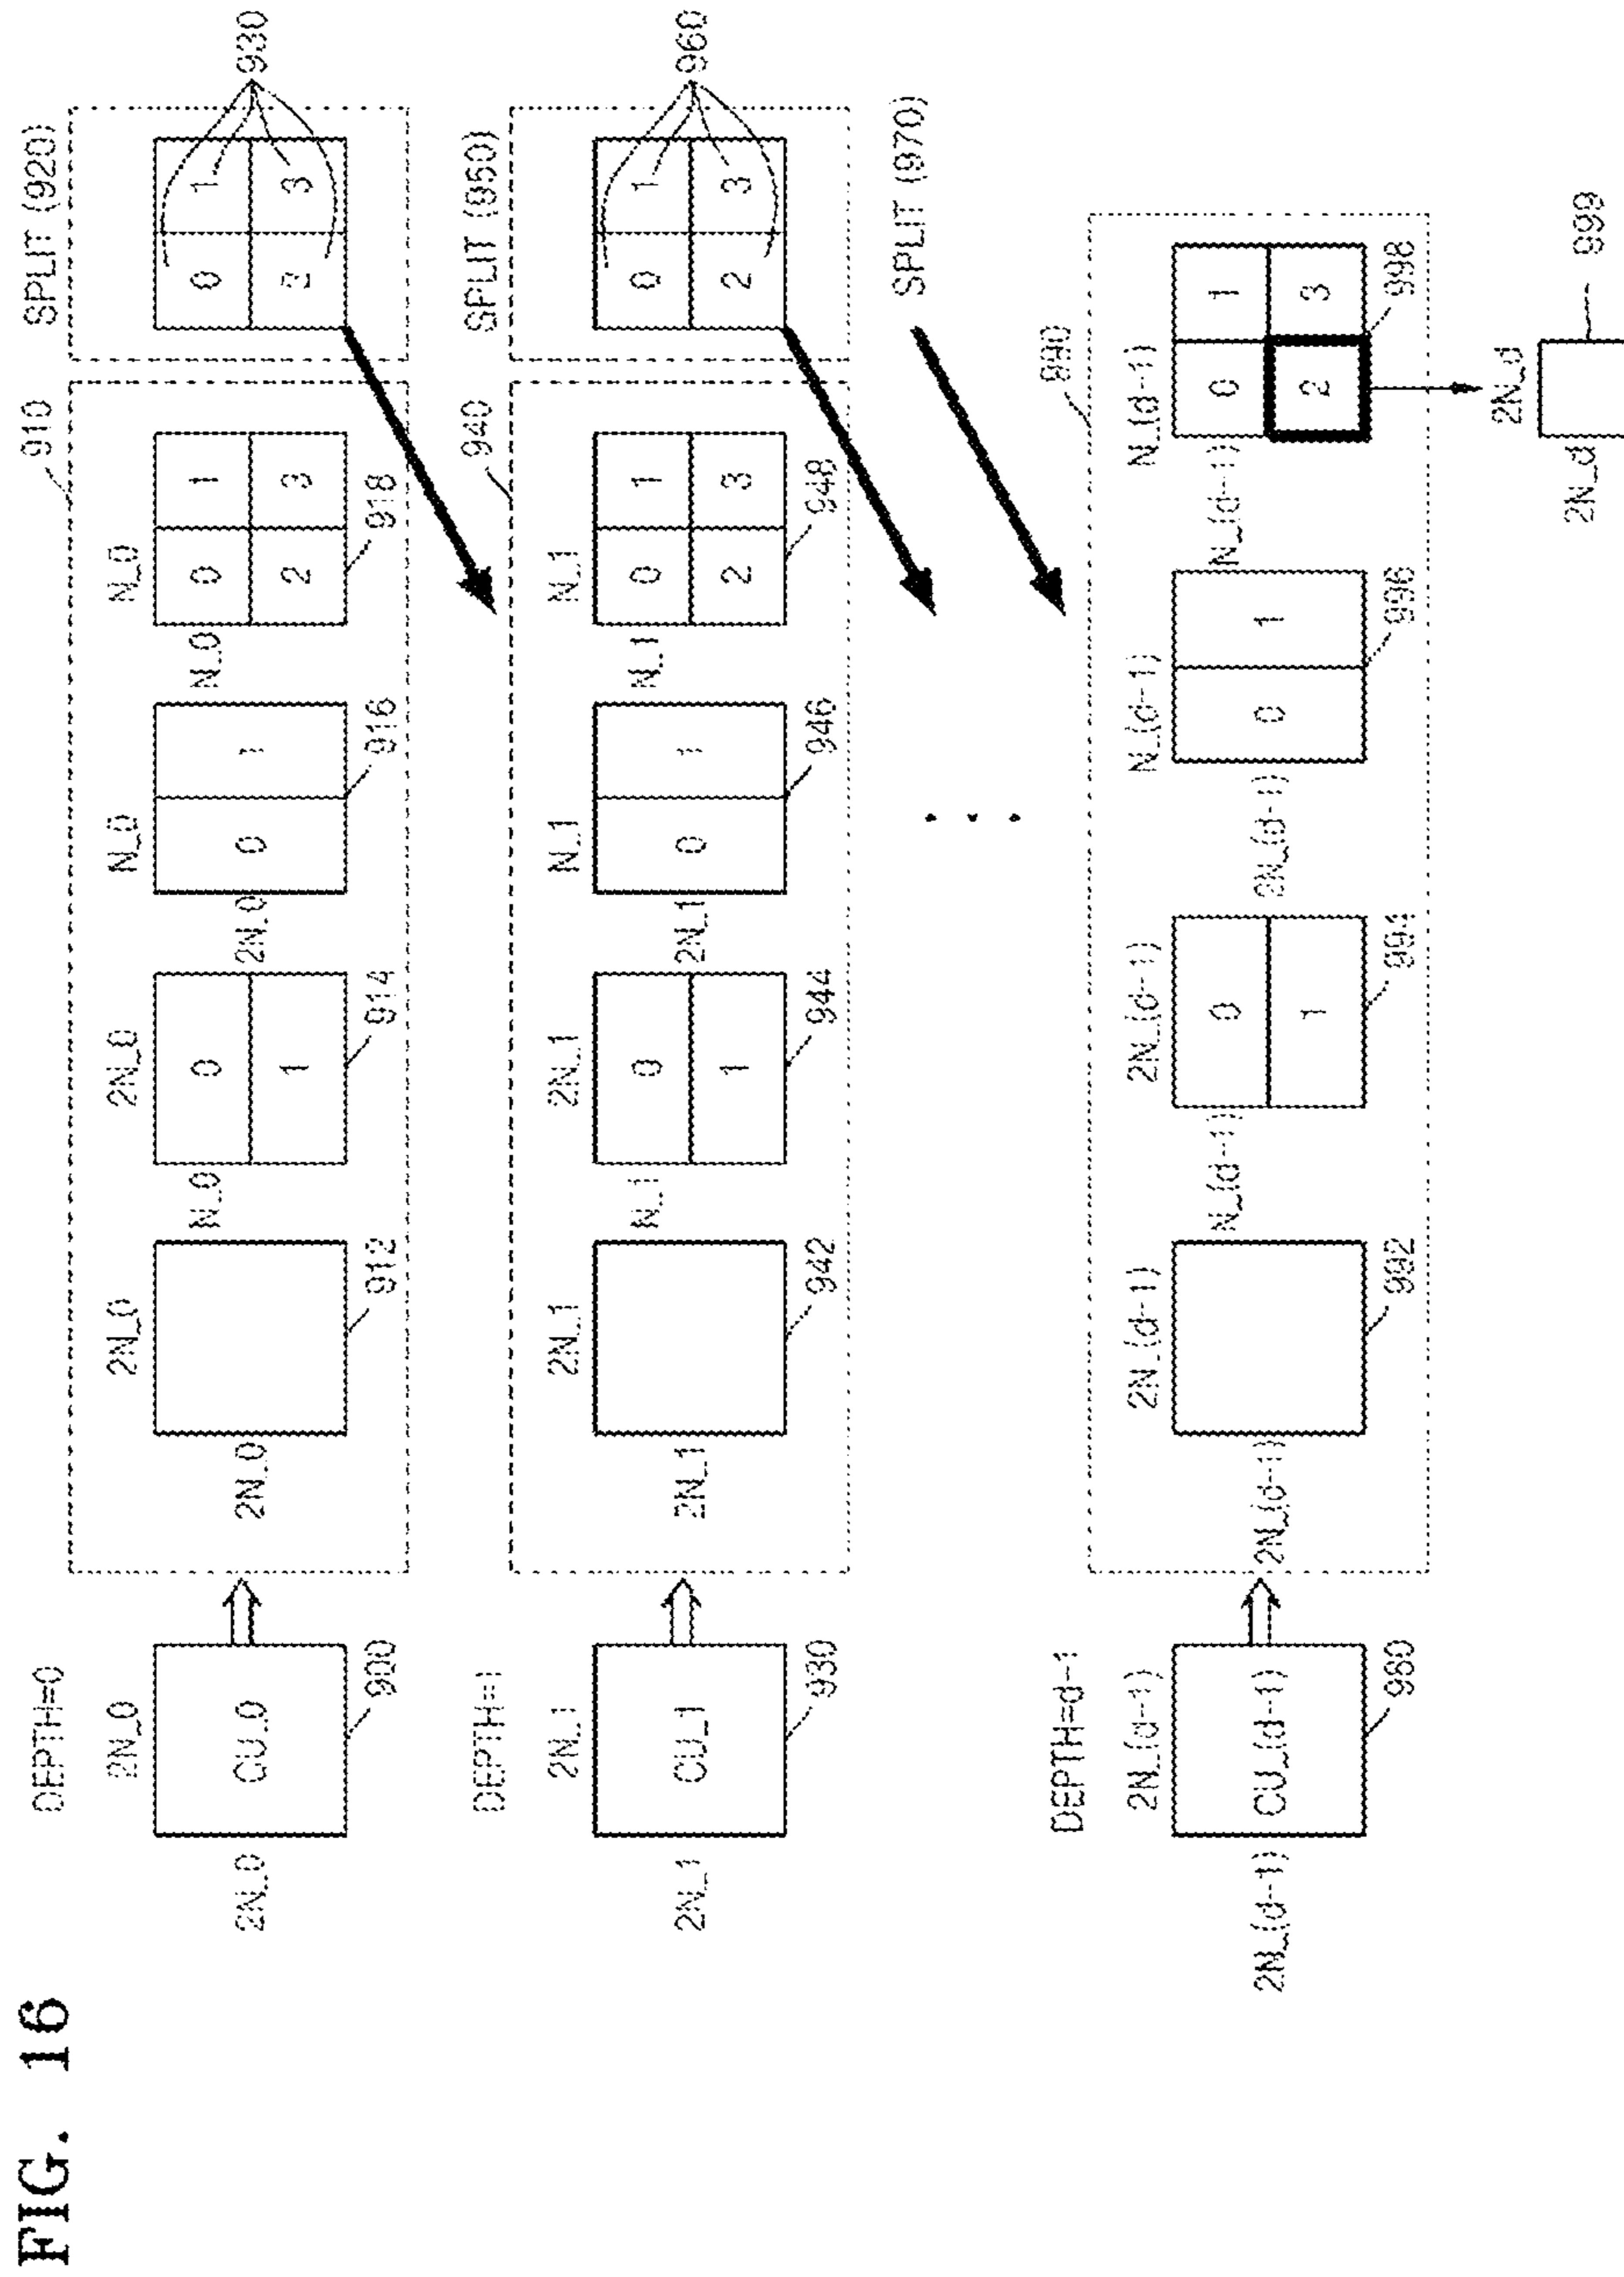 FIG. 16
DEPTH=0
2N_0
2N_0
CU_0
900
910
2N_0
2N_0
912
2N_0
N_0
0
1
914
N_0
2N_0
0 1
916
N_0
N_0
0 1
2 3
918
SPLIT (920)
0 1
2 3
930
DEPTH=1
2N_1
2N_1
CU_1
930
940
2N_1
2N_1
942
2N_1
N_1
0
1
944
N_1
2N_1
0 1
946
N_1
N_1
0 1
2 3
948
SPLIT (950)
0 1
2 3
960
. . .
SPLIT (970)
DEPTH=d-1
2N_(d-1)
2N_(d-1)
CU_(d-1)
980
990
2N_(d-1)
2N_(d-1)
992
2N_(d-1)
N_(d-1)
0
1
994
N_(d-1)
2N_(d-1)
0 1
996
N_(d-1)
N_(d-1)
0 1
2 3
998
2N_d
2N_d
999